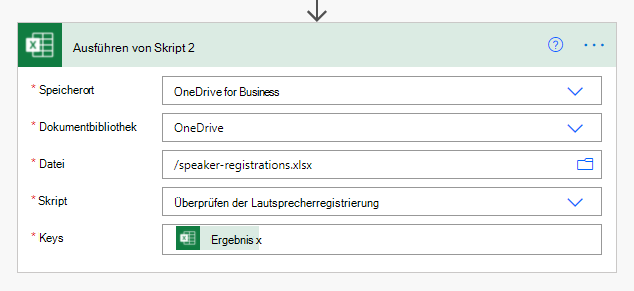 Ausführen von Skript 2
* Speicherort OneDrive for Business
* Dokumentbibliothek OneDrive
* Datei /speaker-registrations.xlsx
* Skript Überprüfen der Lautsprecherregistrierung
* Keys Ergebnis x